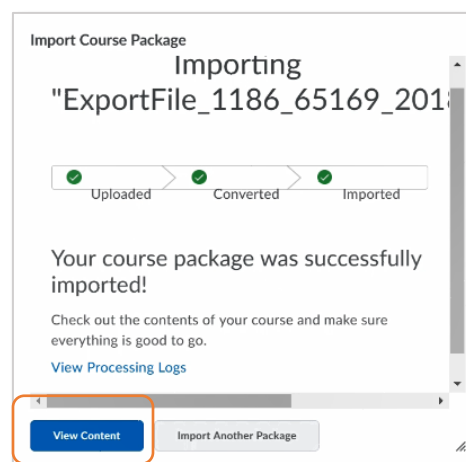 Import Course Package
Importing
"ExportFile_1186_65169_201
Uploaded Converted Imported
Your course package was successfully
imported!
Check out the contents of your course and make sure
everything is good to go.
View Processing Logs
View Content Import Another Package